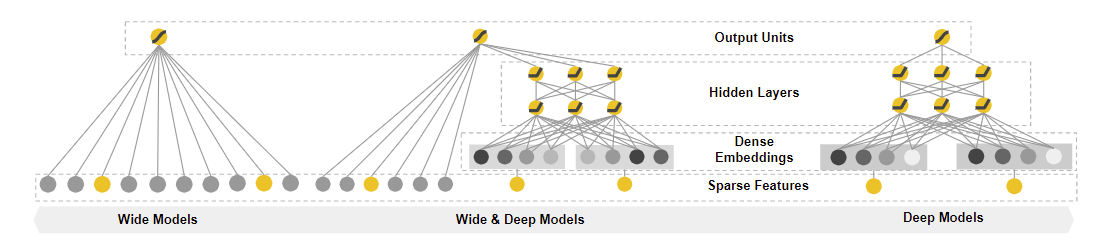 Output Units
Hidden Layers
Dense
Embeddings
Sparse Features
Wide Models
Wide & Deep Models
Deep Models